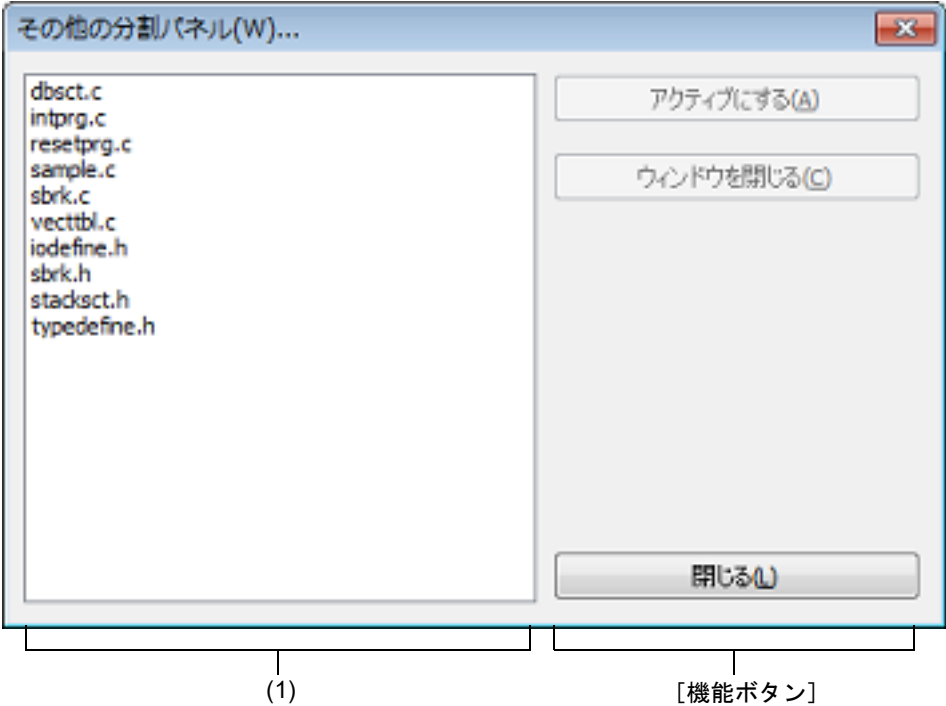 その他の分割パネル(W)...
dbsct.c
intprg.c
resetprg.c
sample.c
sbrk.c
vecttbl.c
iodefine.h
sbrk.h
stacksct.h
typedefine.h
アクティブにする(A)
ウィンドウを閉じる(C)
閉じる(L)
(1)
［機能ボタン］